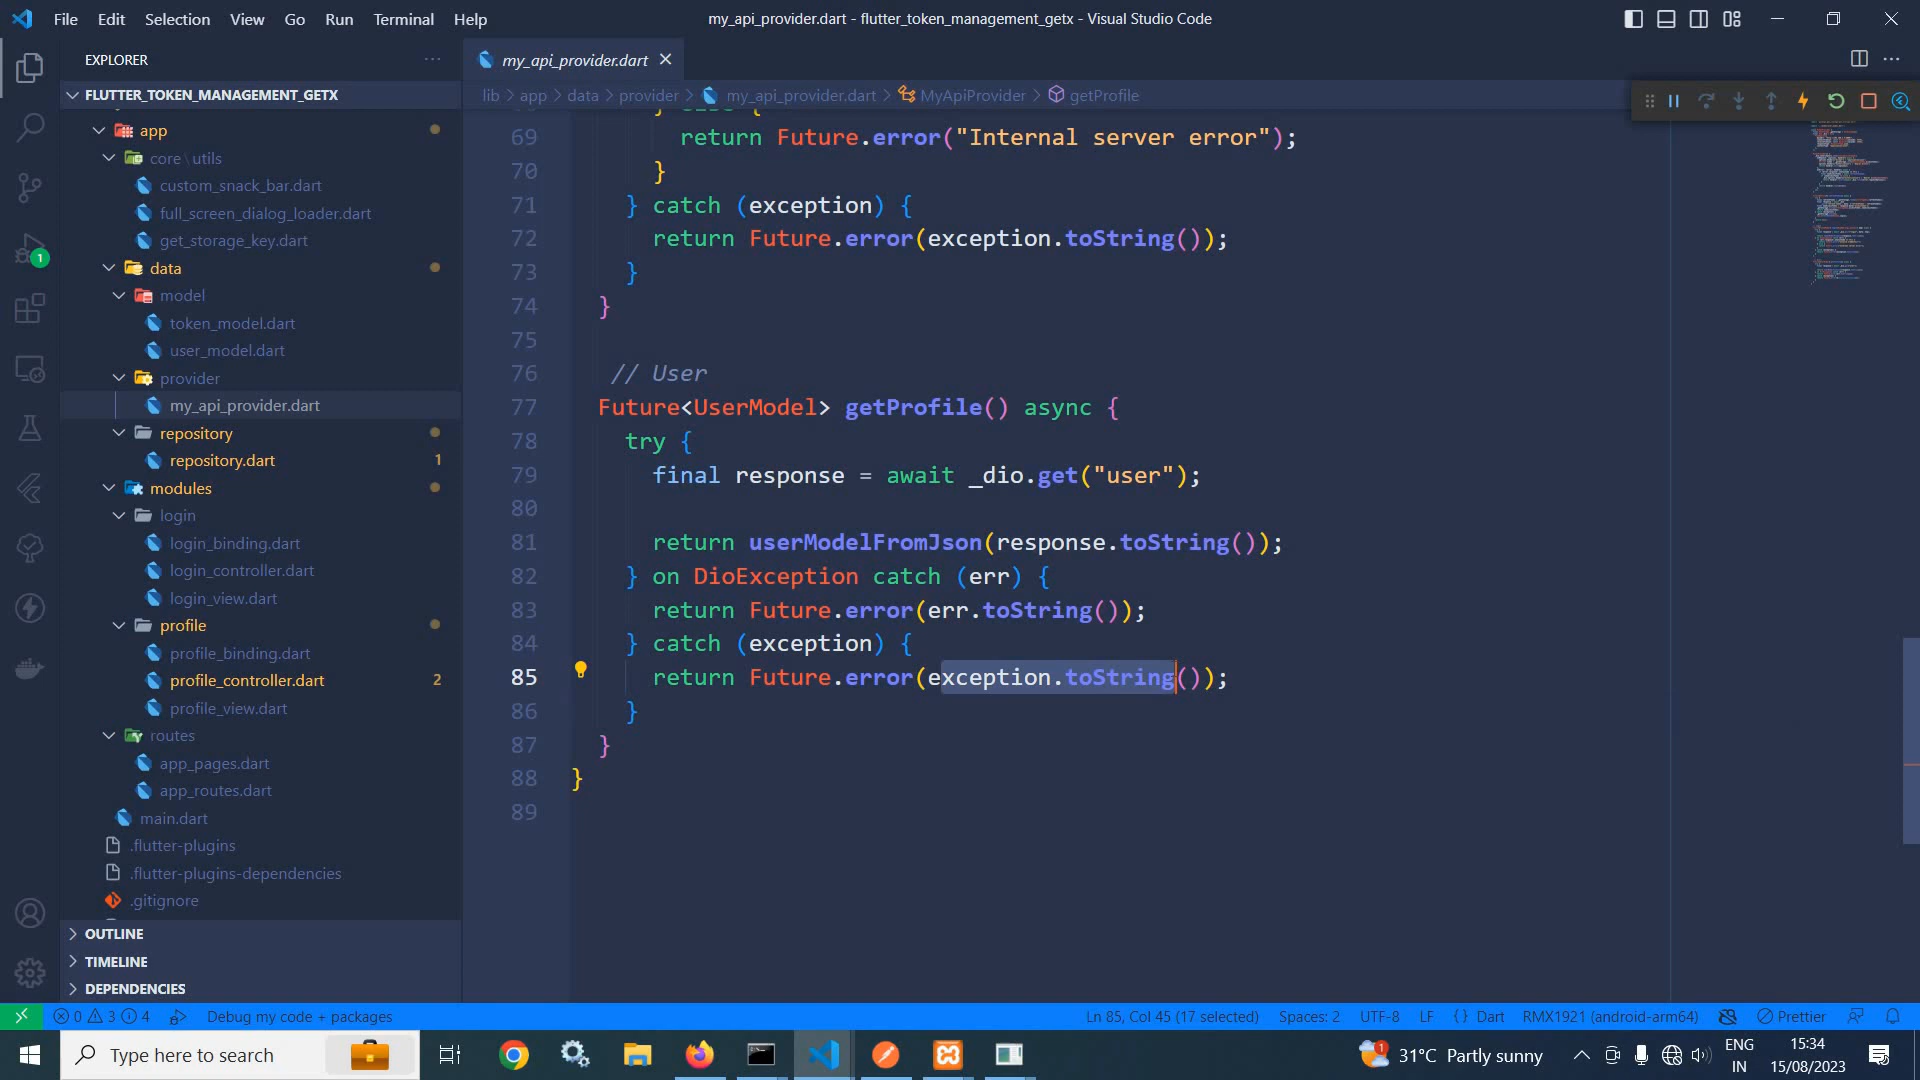 File Edit Selection View Go Run Terminal Help
my_api_provider.dart - flutter_token_management_getx - Visual Studio Code
EXPLORER
my_api_provider.dart
FLUTTER_TOKEN_MANAGEMENT_GETX
lib > app > data > provider > my_api_provider.dart > MyApiProvider > getProfile
app
core\utils
custom_snack_bar.dart
full_screen_dialog_loader.dart
get_storage_key.dart
data
model
token_model.dart
user_model.dart
provider
my_api_provider.dart
repository
repository.dart 1
modules
login
login_binding.dart
login_controller.dart
login_view.dart
profile
profile_binding.dart
profile_controller.dart 2
profile_view.dart
routes
app_pages.dart
app_routes.dart
main.dart
.flutter-plugins
.flutter-plugins-dependencies
.gitignore
OUTLINE
TIMELINE
DEPENDENCIES
1
69 return Future.error("Internal server error");
70 }
71 } catch (exception) {
72 return Future.error(exception.toString());
73 }
74 }
75
76 // User
77 Future<UserModel> getProfile() async {
78 try {
79 final response = await _dio.get("user");
80
81 return userModelFromJson(response.toString());
82 } on DioException catch (err) {
83 return Future.error(err.toString());
84 } catch (exception) {
85 return Future.error(exception.toString());
86 }
87 }
88 }
89
0 3 4 Debug my code + packages
Ln 85, Col 45 (17 selected) Spaces: 2 UTF-8 LF {} Dart RMX1921 (android-arm64) Prettier
Type here to search
1
31°C Partly sunny
ENG
IN
15:34
15/08/2023